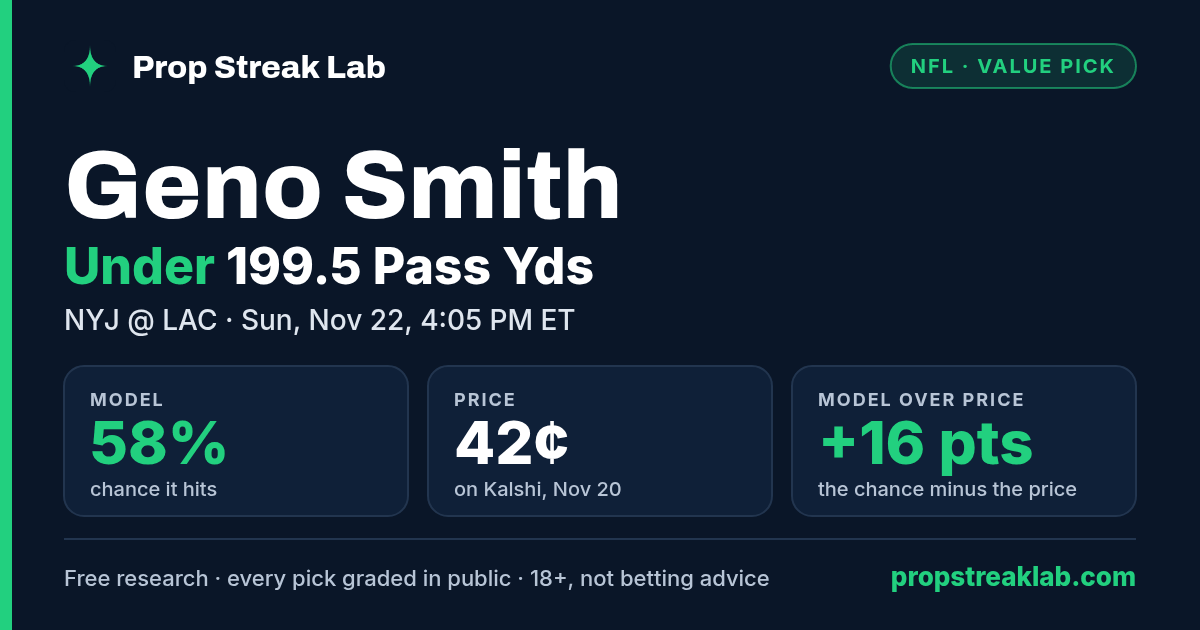 Prop Streak Lab
NFL · VALUE PICK
Geno Smith
Under 199.5 Pass Yds
NYJ @ LAC · Sun, Nov 22, 4:05 PM ET
MODEL
58%
chance it hits
PRICE
42¢
on Kalshi, Nov 20
MODEL OVER PRICE
+16 pts
the chance minus the price
Free research · every pick graded in public · 18+, not betting advice
propstreaklab.com